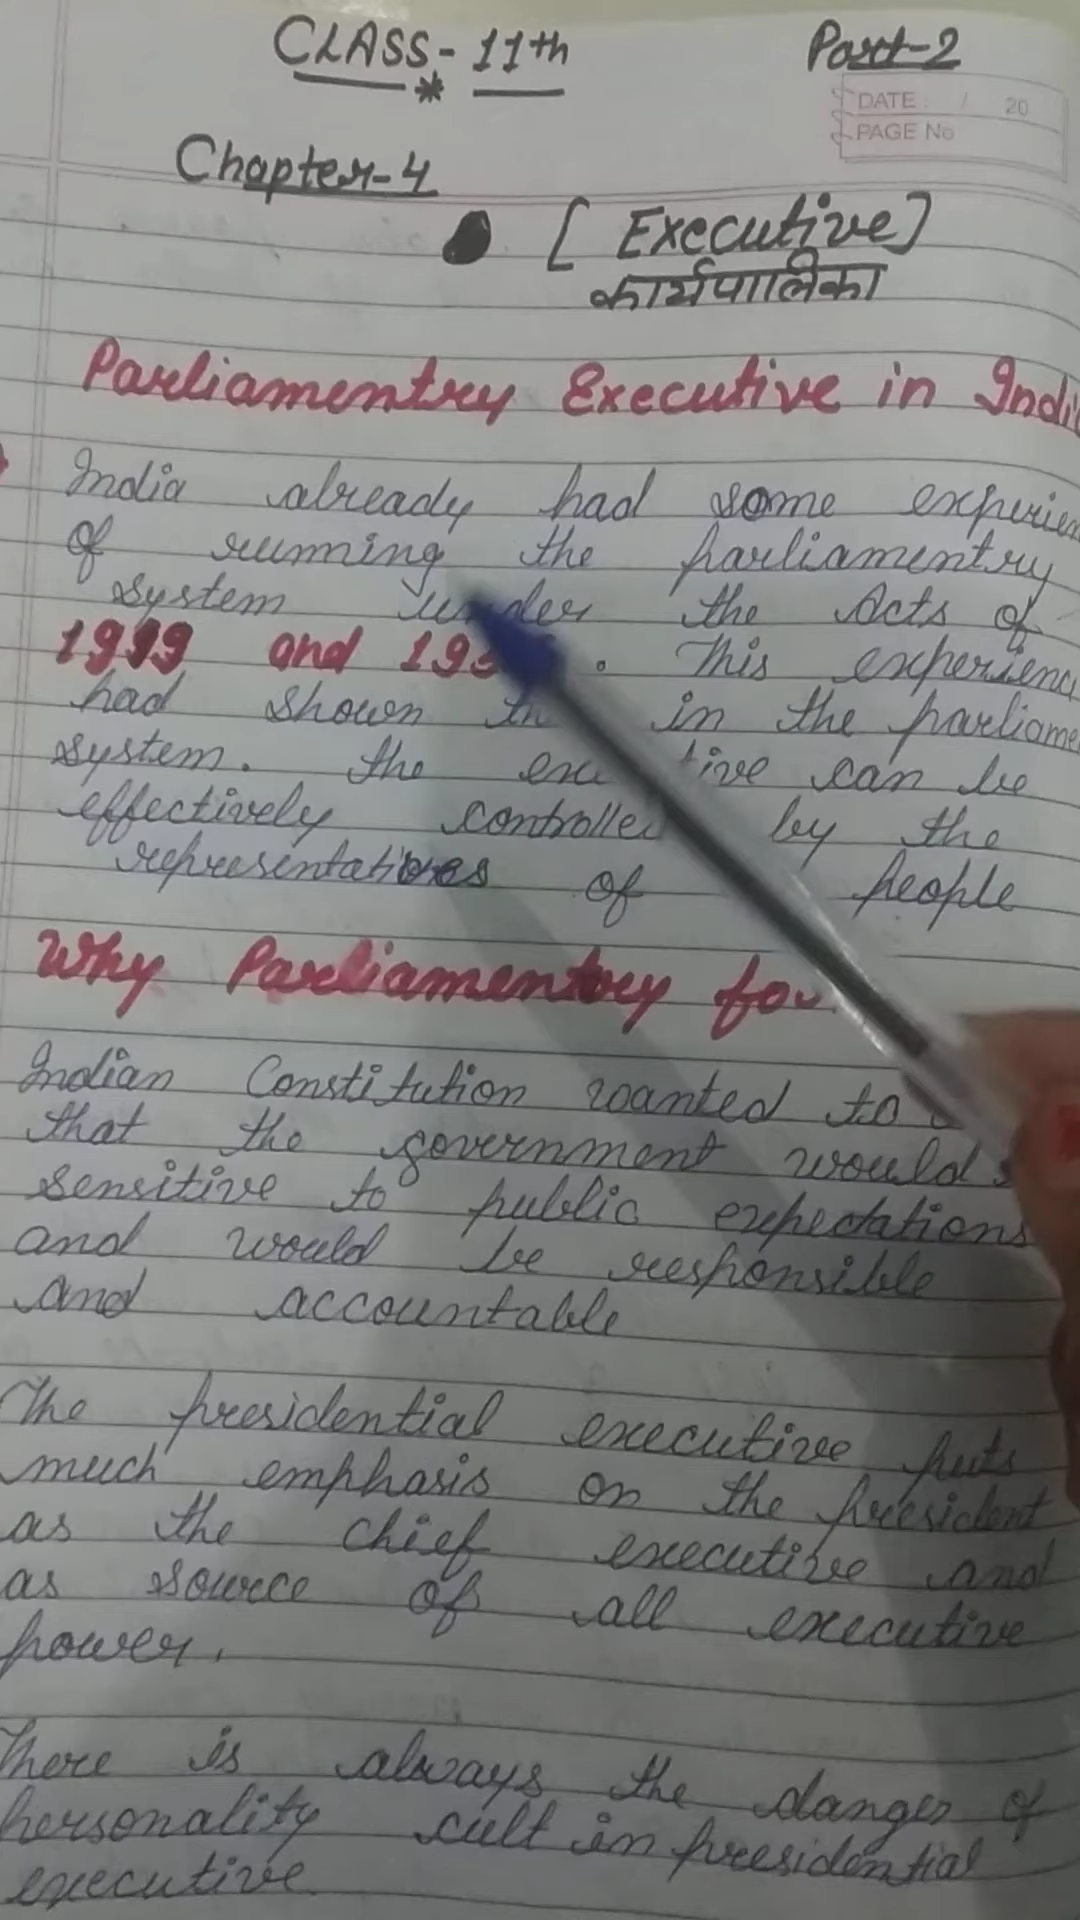 CLASS-11th
Part-2
DATE / 20
PAGE No
Chapter-4
[Executive]
कार्यपालिका
Parliamentry Executive in
India already had some
of running the parliamentry
system under the Acts of
and This
had shown in the
system. the can be
effectively by the
of people
Why Parliamentry
Indian Constitution wanted to
that the government would
sensitive to public expectations
and would be responsible
and accountable
The presidential executive puts
much emphasis on the president
as the chief executive and
as source of all executive
power.
There is always the danger of
personality cult in presidential
executive